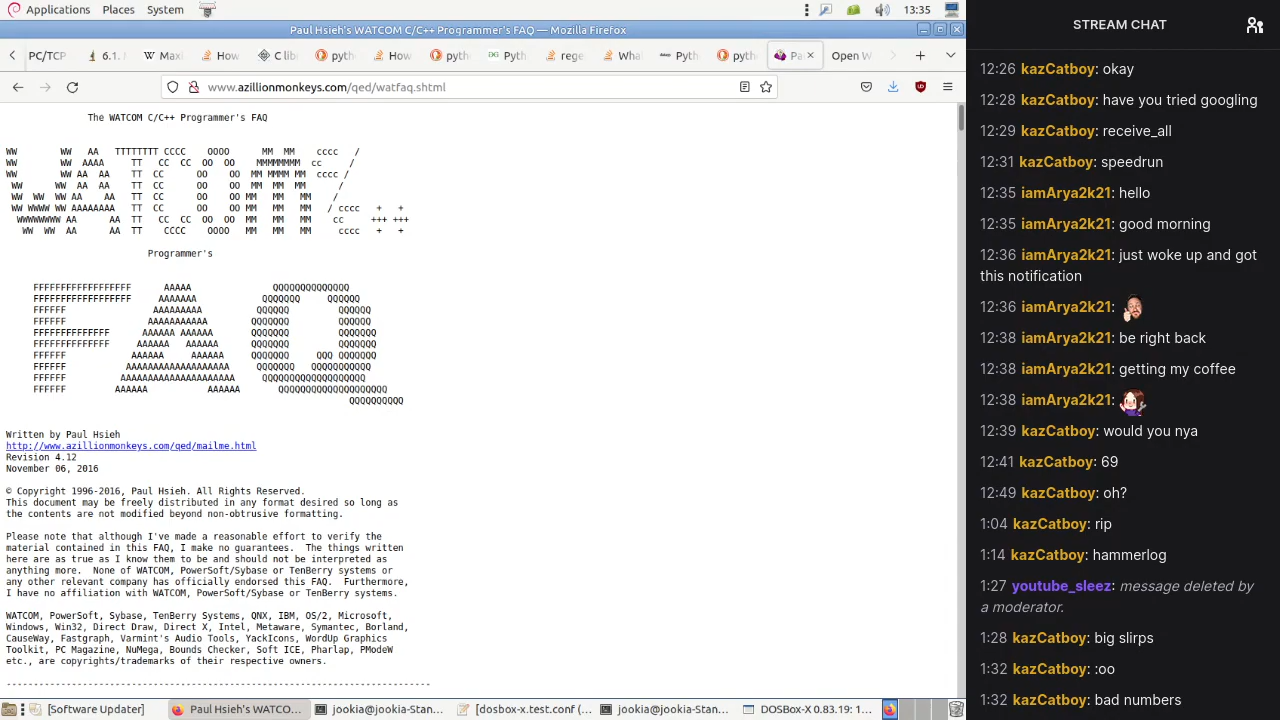 Applications Places System 13:35
Paul Hsieh's WATCOM C/C++ Programmer's FAQ — Mozilla Firefox
PC/TCP 6.1. W Maxi How C lib pytho How pytho DG Pyth rege How Wha Pyth pytho Pa Open W
www.azillionmonkeys.com/qed/watfaq.shtml
The WATCOM C/C++ Programmer's FAQ
WATCOM C/C++
Programmer's
FAQ
Written by Paul Hsieh
http://www.azillionmonkeys.com/qed/mailme.html
Revision 4.12
November 06, 2016
© Copyright 1996-2016, Paul Hsieh. All Rights Reserved.
This document may be freely distributed in any format desired so long as
the contents are not modified beyond non-obtrusive formatting.
Please note that although I've made a reasonable effort to verify the
material contained in this FAQ, I make no guarantees. The things written
here are as true as I know them to be and should not be interpreted as
anything more. None of WATCOM, PowerSoft/Sybase or TenBerry systems or
any other relevant company has officially endorsed this FAQ. Furthermore,
I have no affiliation with WATCOM, PowerSoft/Sybase or TenBerry systems.
WATCOM, PowerSoft, Sybase, TenBerry Systems, QNX, IBM, OS/2, Microsoft,
Windows, Win32, Direct Draw, Direct X, Intel, Metaware, Symantec, Borland,
CauseWay, Fastgraph, Varmint's Audio Tools, YackIcons, WordUp Graphics
Toolkit, PC Magazine, NuMega, Bounds Checker, Soft ICE, Pharlap, PModeW
etc., are copyrights/trademarks of their respective owners.
------------------------------------------------------------------------------
[Software Updater] Paul Hsieh's WATCO... jookia@jookia-Stan... [dosbox-x.test.conf (... jookia@jookia-Stan... DOSBox-X 0.83.19: 1...
STREAM CHAT
12:26 kazCatboy: okay
12:28 kazCatboy: have you tried googling
12:29 kazCatboy: receive_all
12:31 kazCatboy: speedrun
12:35 iamArya2k21: hello
12:35 iamArya2k21: good morning
12:36 iamArya2k21: just woke up and got
this notification
12:36 iamArya2k21:
12:38 iamArya2k21: be right back
12:38 iamArya2k21: getting my coffee
12:38 iamArya2k21:
12:39 kazCatboy: would you nya
12:41 kazCatboy: 69
12:49 kazCatboy: oh?
1:04 kazCatboy: rip
1:14 kazCatboy: hammerlog
1:27 youtube_sleez: message deleted by
a moderator.
1:28 kazCatboy: big slirps
1:32 kazCatboy: :oo
1:32 kazCatboy: bad numbers